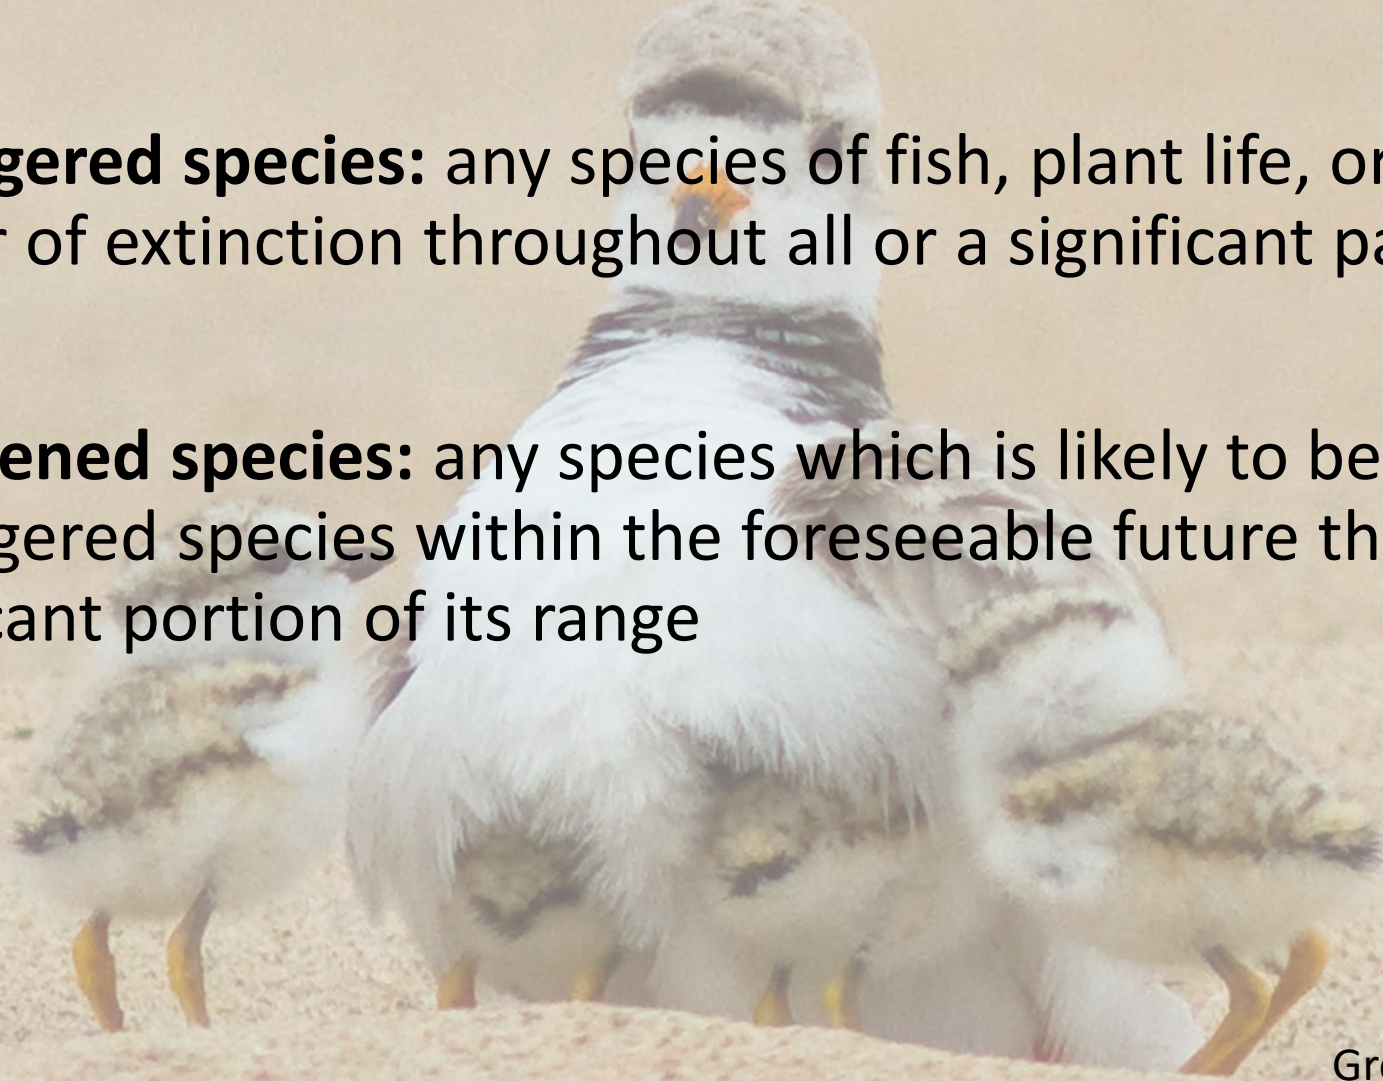 gered species: any species of fish, plant life, or
r of extinction throughout all or a significant pa
ened species: any species which is likely to be
gered species within the foreseeable future th
cant portion of its range
Gre